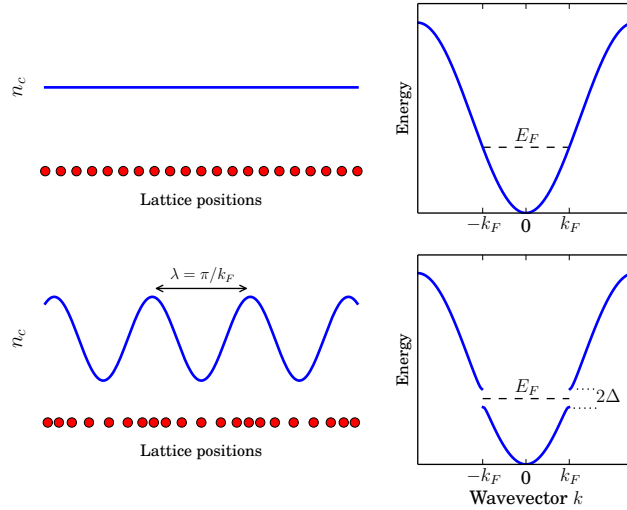 n_c
Lattice positions
Energy
E_F
−k_F 0 k_F
λ = π/k_F
n_c
Lattice positions
Energy
E_F
2Δ
−k_F 0 k_F
Wavevector k